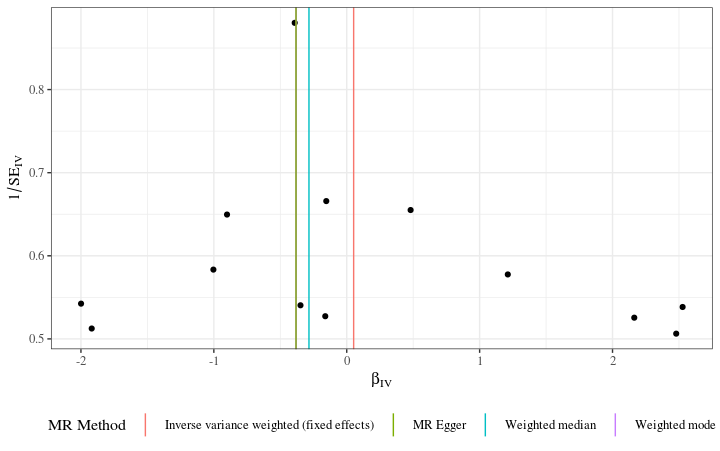 0.8
0.7
0.6
0.5
1/SE_IV
-2 -1 0 1 2
β_IV
MR Method Inverse variance weighted (fixed effects) MR Egger Weighted median Weighted mode